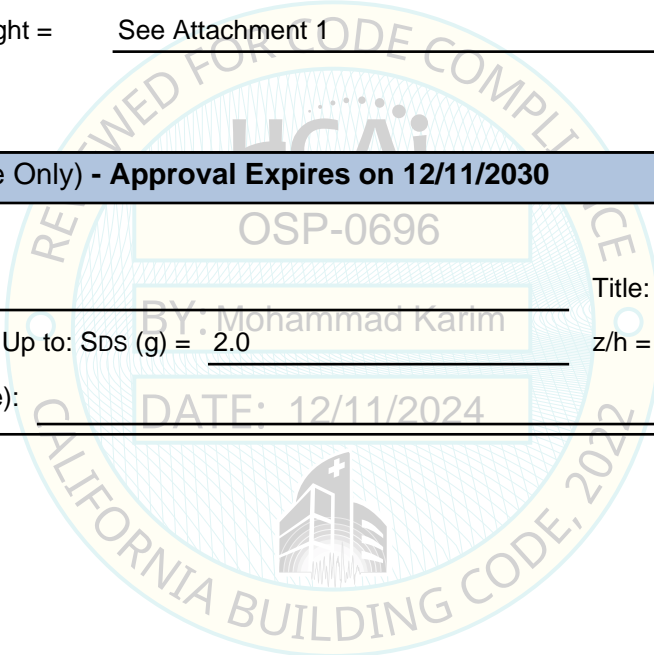 ght = See Attachment 1
REVIEWED FOR CODE COMPLIANCE
HCAi
e Only) - Approval Expires on 12/11/2030
OSP-0696
Title:
BY: Mohammad Karim
Up to: SDS (g) = 2.0 z/h =
e):
DATE: 12/11/2024
CALIFORNIA BUILDING CODE, 2022